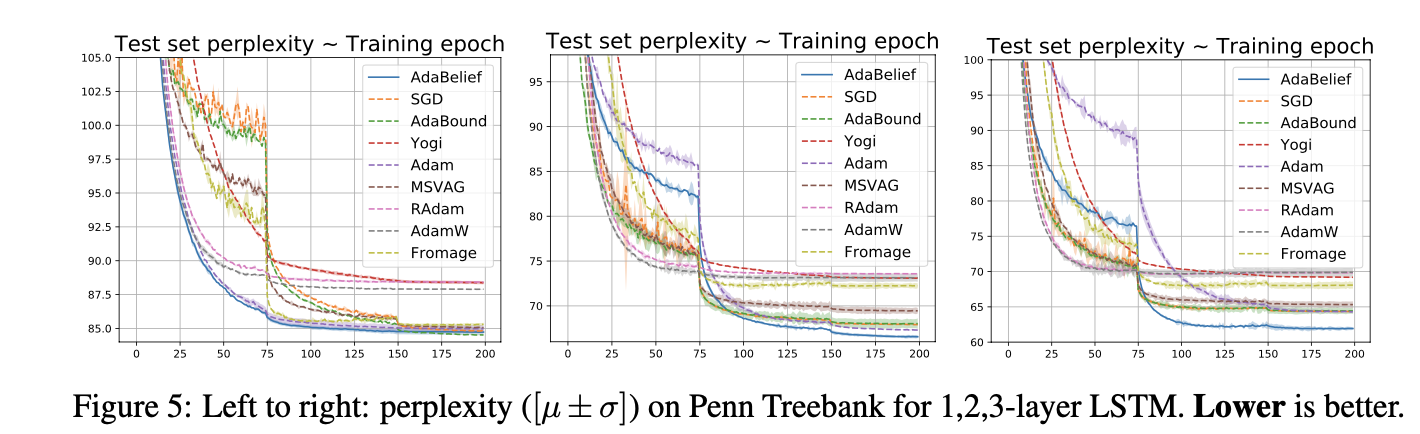 Test set perplexity ~ Training epoch
105.0
102.5
100.0
97.5
95.0
92.5
90.0
87.5
85.0
0 25 50 75 100 125 150 175 200
AdaBelief
SGD
AdaBound
Yogi
Adam
MSVAG
RAdam
AdamW
Fromage
Test set perplexity ~ Training epoch
95
90
85
80
75
70
0 25 50 75 100 125 150 175 200
AdaBelief
SGD
AdaBound
Yogi
Adam
MSVAG
RAdam
AdamW
Fromage
Test set perplexity ~ Training epoch
100
95
90
85
80
75
70
65
60
0 25 50 75 100 125 150 175 200
AdaBelief
SGD
AdaBound
Yogi
Adam
MSVAG
RAdam
AdamW
Fromage
Figure 5: Left to right: perplexity ([μ ± σ]) on Penn Treebank for 1,2,3-layer LSTM. Lower is better.